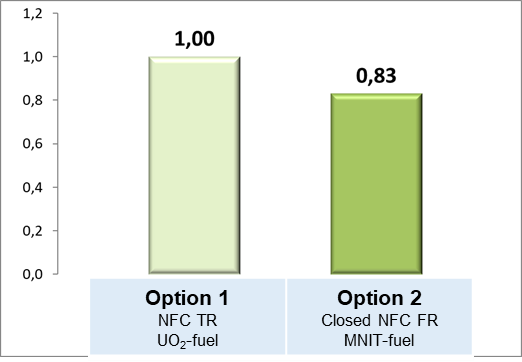 1,2
1,0
0,8
0,6
0,4
0,2
0,0
1,00
0,83
Option 1
NFC TR
UO₂-fuel
Option 2
Closed NFC FR
MNIT-fuel